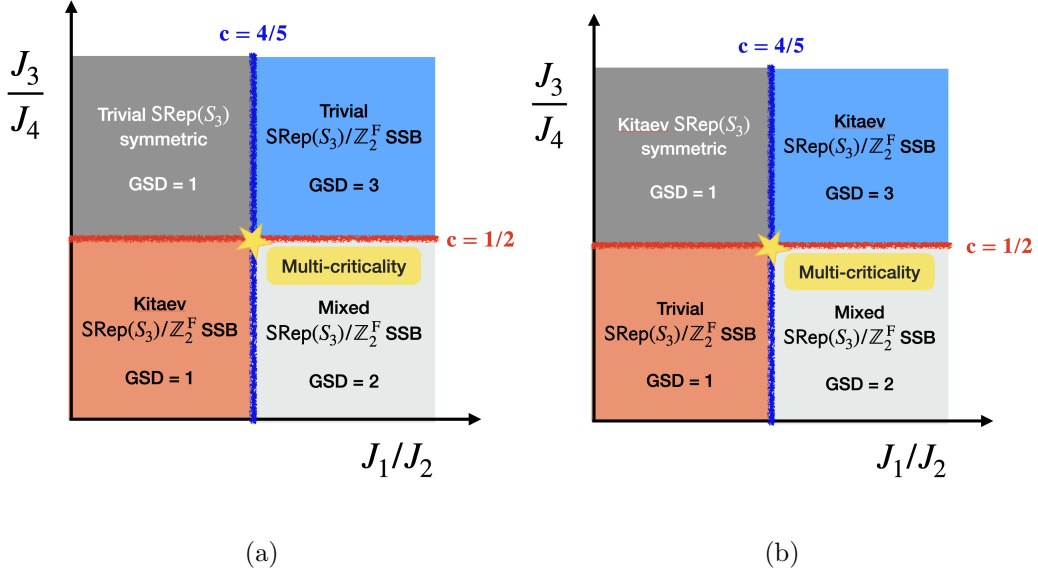 c = 4/5
J₃
J₄
Trivial SRep(S₃)
symmetric
GSD = 1
Trivial
SRep(S₃)/ℤ₂ᶠ SSB
GSD = 3
c = 1/2
Multi-criticality
Kitaev
SRep(S₃)/ℤ₂ᶠ SSB
GSD = 1
Mixed
SRep(S₃)/ℤ₂ᶠ SSB
GSD = 2
J₁/J₂
(a)
c = 4/5
J₃
J₄
Kitaev SRep(S₃)
symmetric
GSD = 1
Kitaev
SRep(S₃)/ℤ₂ᶠ SSB
GSD = 3
c = 1/2
Multi-criticality
Trivial
SRep(S₃)/ℤ₂ᶠ SSB
GSD = 1
Mixed
SRep(S₃)/ℤ₂ᶠ SSB
GSD = 2
J₁/J₂
(b)